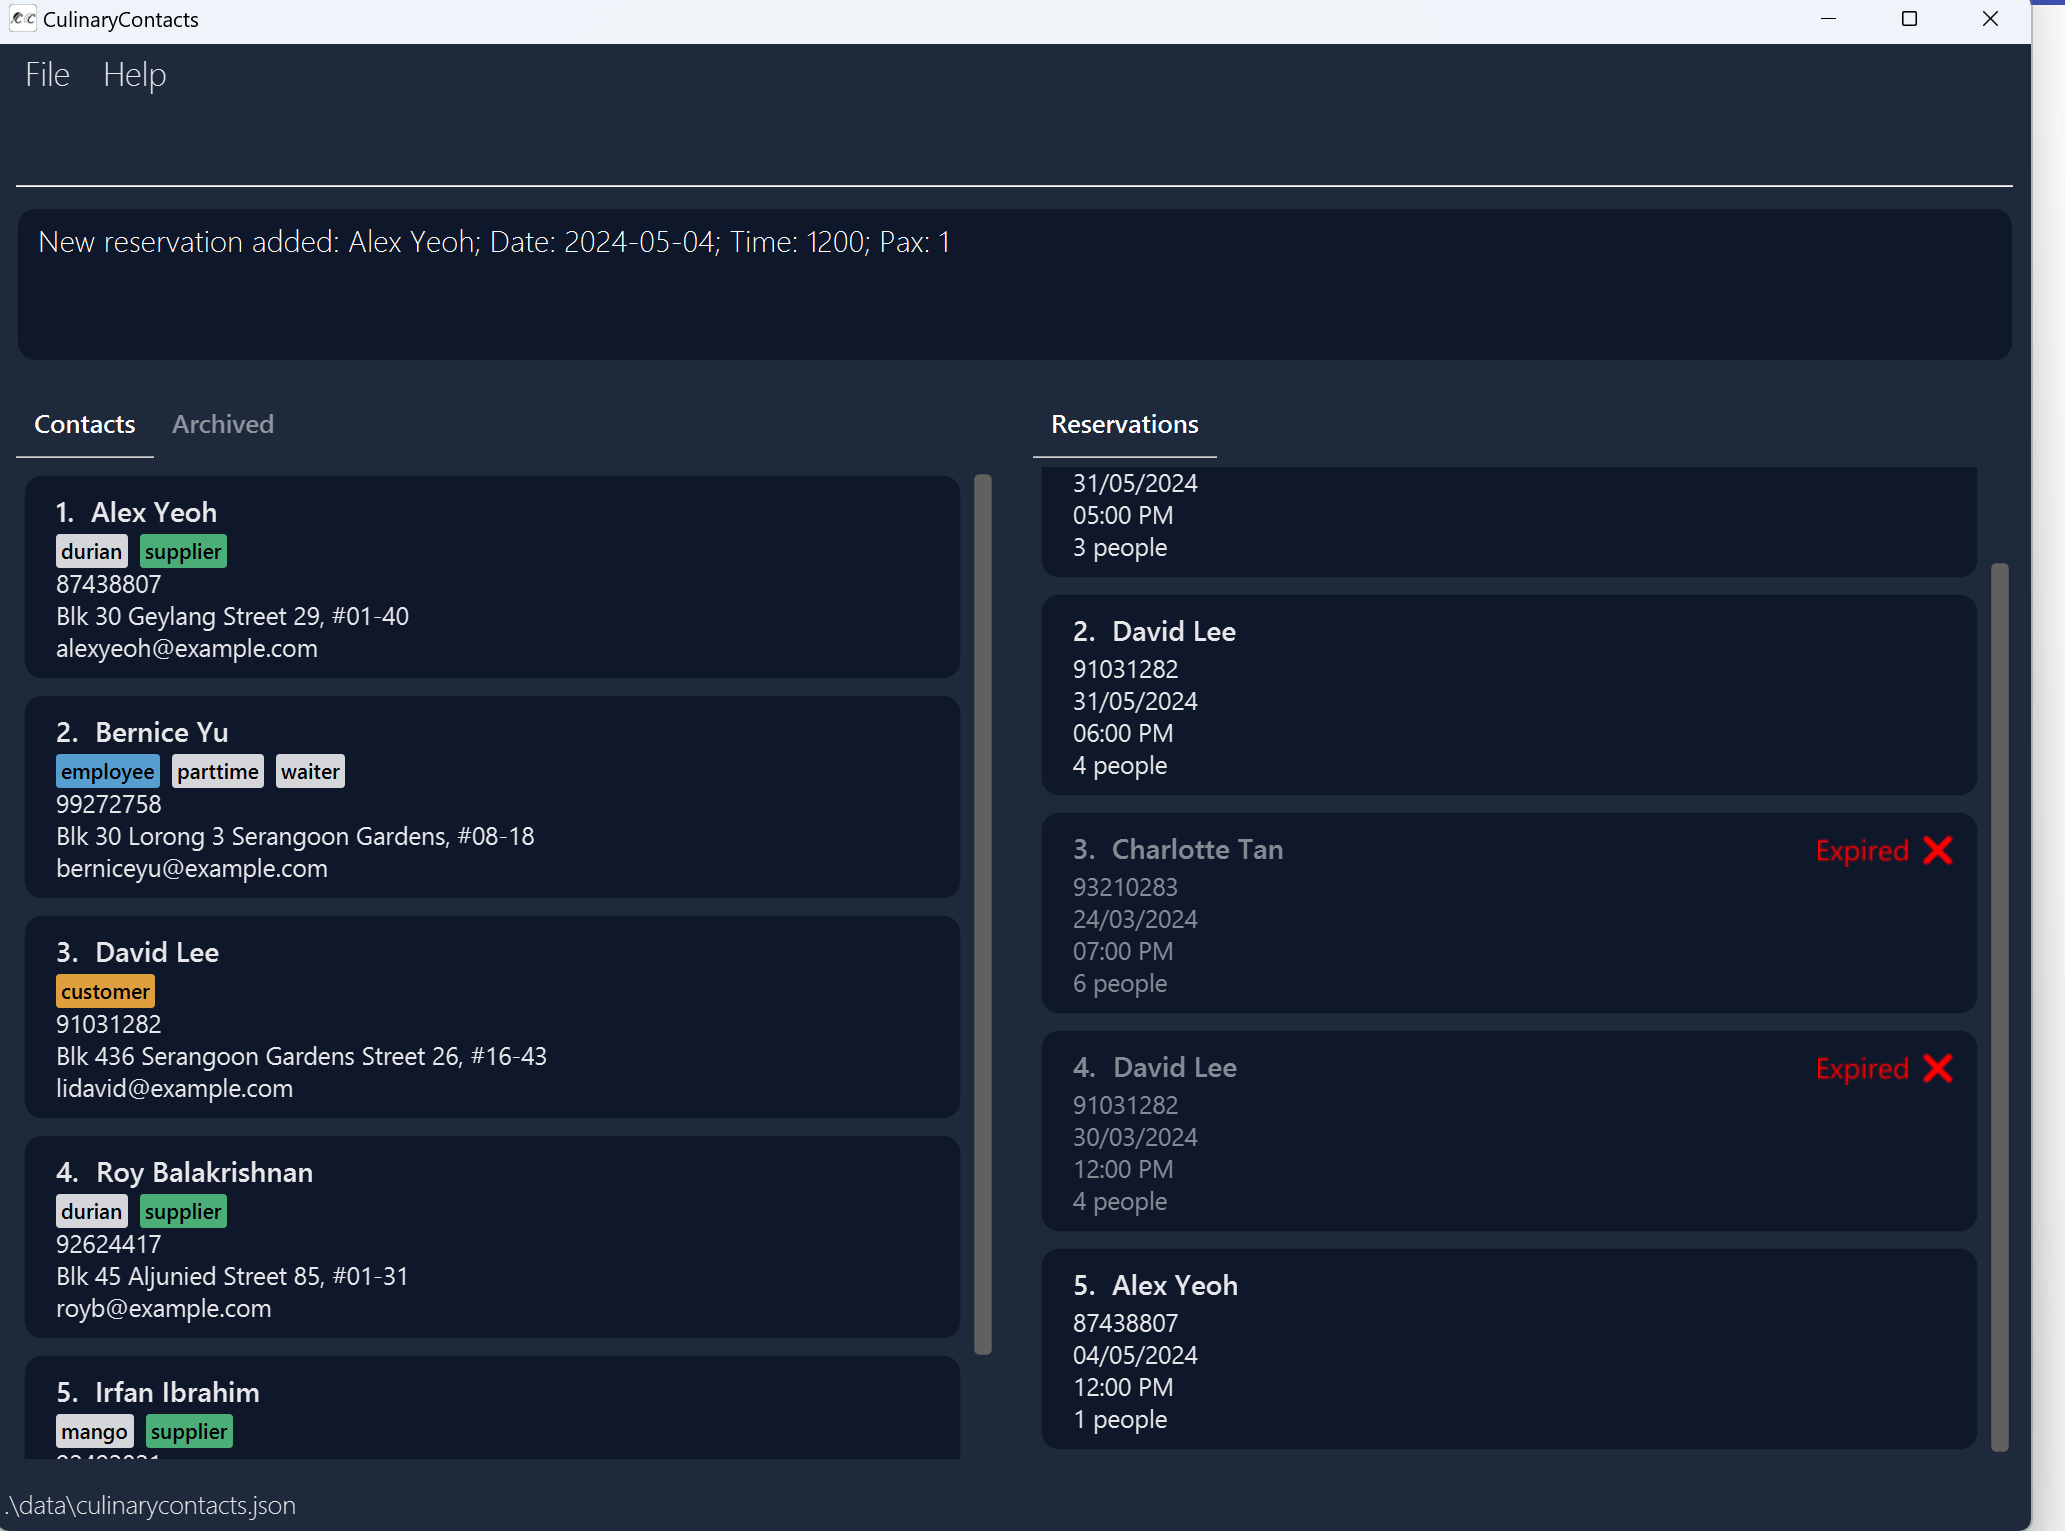 CulinaryContacts
File Help
New reservation added: Alex Yeoh; Date: 2024-05-04; Time: 1200; Pax: 1
Contacts Archived
1. Alex Yeoh
durian supplier
87438807
Blk 30 Geylang Street 29, #01-40
alexyeoh@example.com
2. Bernice Yu
employee parttime waiter
99272758
Blk 30 Lorong 3 Serangoon Gardens, #08-18
berniceyu@example.com
3. David Lee
customer
91031282
Blk 436 Serangoon Gardens Street 26, #16-43
lidavid@example.com
4. Roy Balakrishnan
durian supplier
92624417
Blk 45 Aljunied Street 85, #01-31
royb@example.com
5. Irfan Ibrahim
mango supplier
Reservations
31/05/2024
05:00 PM
3 people
2. David Lee
91031282
31/05/2024
06:00 PM
4 people
3. Charlotte Tan
Expired
93210283
24/03/2024
07:00 PM
6 people
4. David Lee
Expired
91031282
30/03/2024
12:00 PM
4 people
5. Alex Yeoh
87438807
04/05/2024
12:00 PM
1 people
.\data\culinarycontacts.json